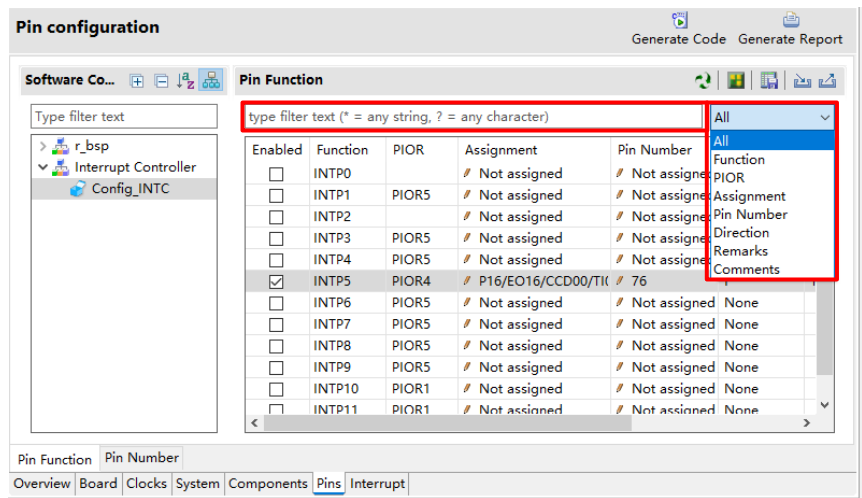 Pin configuration
Generate Code Generate Report
Software Co...
Pin Function
Type filter text
type filter text (* = any string, ? = any character)
All
r_bsp
Interrupt Controller
Config_INTC
Enabled Function PIOR Assignment Pin Number
INTP0 Not assigned Not assigned
INTP1 PIOR5 Not assigned Not assigned
INTP2 Not assigned Not assigned
INTP3 PIOR5 Not assigned Not assigned
INTP4 PIOR5 Not assigned Not assigned
INTP5 PIOR4 P16/EO16/CCD00/TI( 76
INTP6 PIOR5 Not assigned Not assigned None
INTP7 PIOR5 Not assigned Not assigned None
INTP8 PIOR5 Not assigned Not assigned None
INTP9 PIOR5 Not assigned Not assigned None
INTP10 PIOR1 Not assigned Not assigned None
INTP11 PIOR1 Not assigned Not assigned None
All
Function
PIOR
Assignment
Pin Number
Direction
Remarks
Comments
Pin Function Pin Number
Overview Board Clocks System Components Pins Interrupt